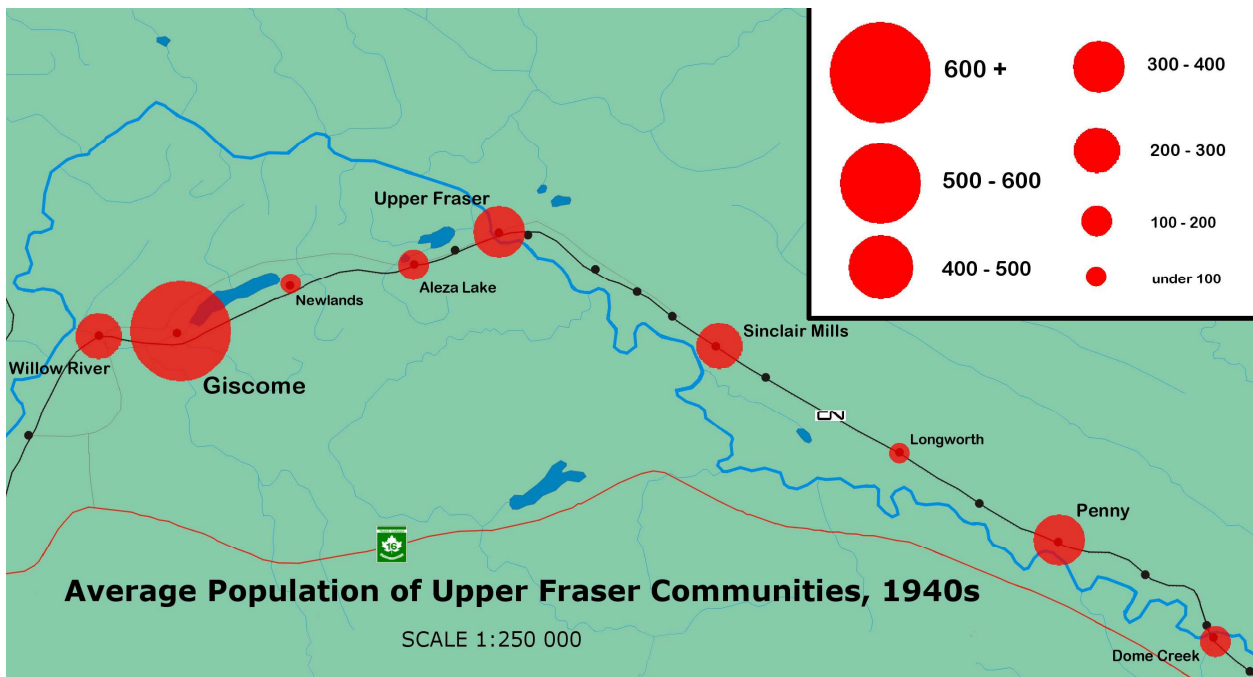 600 +
500 - 600
400 - 500
300 - 400
200 - 300
100 - 200
under 100
Upper Fraser
Aleza Lake
Newlands
Willow River
Giscome
Sinclair Mills
CN
Longworth
Penny
Dome Creek
16
Average Population of Upper Fraser Communities, 1940s
SCALE 1:250 000